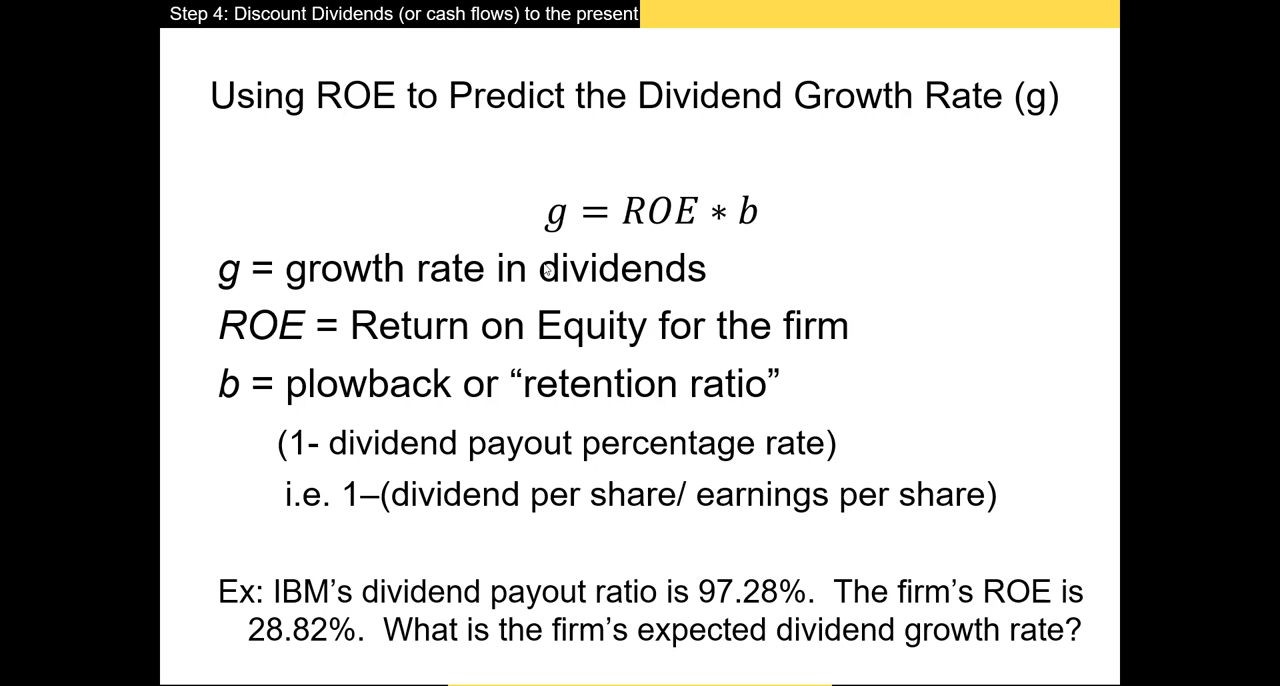 Step 4: Discount Dividends (or cash flows) to the present
Using ROE to Predict the Dividend Growth Rate (g)
g = ROE ∗ b
g = growth rate in dividends
ROE = Return on Equity for the firm
b = plowback or “retention ratio”
(1- dividend payout percentage rate)
i.e. 1–(dividend per share/ earnings per share)
Ex: IBM’s dividend payout ratio is 97.28%.  The firm’s ROE is
28.82%.  What is the firm’s expected dividend growth rate?